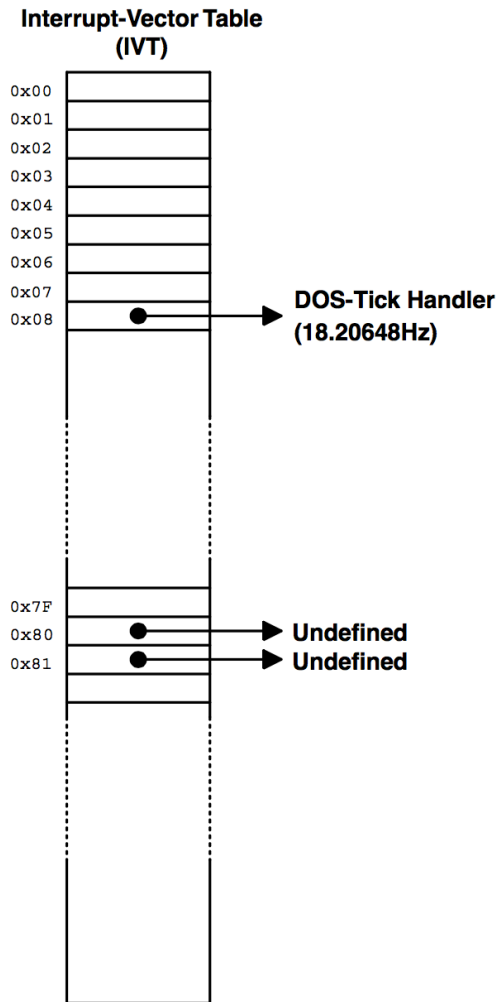 Interrupt-Vector Table
(IVT)
0x00
0x01
0x02
0x03
0x04
0x05
0x06
0x07
0x08
DOS-Tick Handler
(18.20648Hz)
0x7F
0x80
Undefined
0x81
Undefined